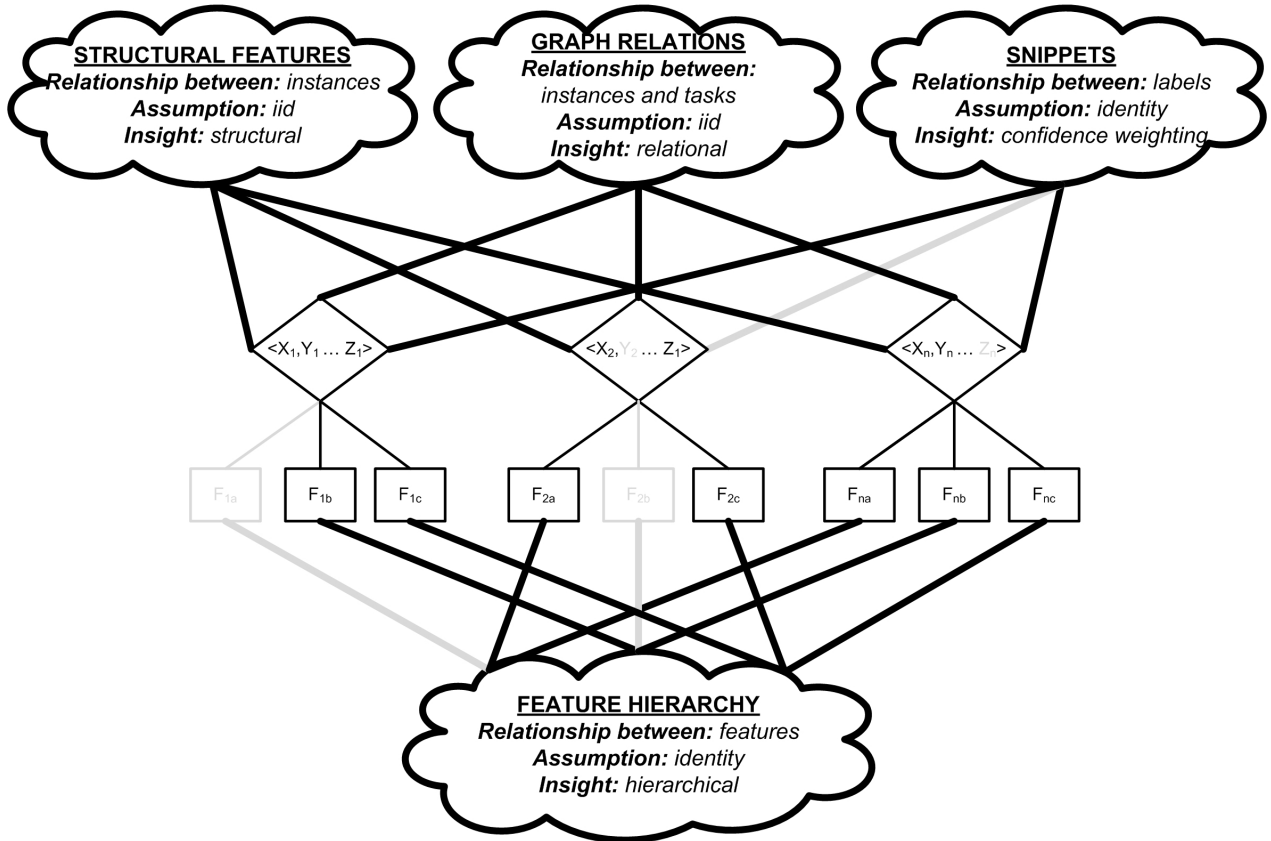 STRUCTURAL FEATURES
Relationship between: instances
Assumption: iid
Insight: structural
GRAPH RELATIONS
Relationship between:
instances and tasks
Assumption: iid
Insight: relational
SNIPPETS
Relationship between: labels
Assumption: identity
Insight: confidence weighting
<X₁,Y₁ ... Z₁>
<X₂,Y₂ ... Z₁>
<Xₙ,Yₙ ... Zₙ>
F₁ₐ
F₁b
F₁c
F₂ₐ
F₂b
F₂c
Fₙₐ
Fₙb
Fₙc
FEATURE HIERARCHY
Relationship between: features
Assumption: identity
Insight: hierarchical